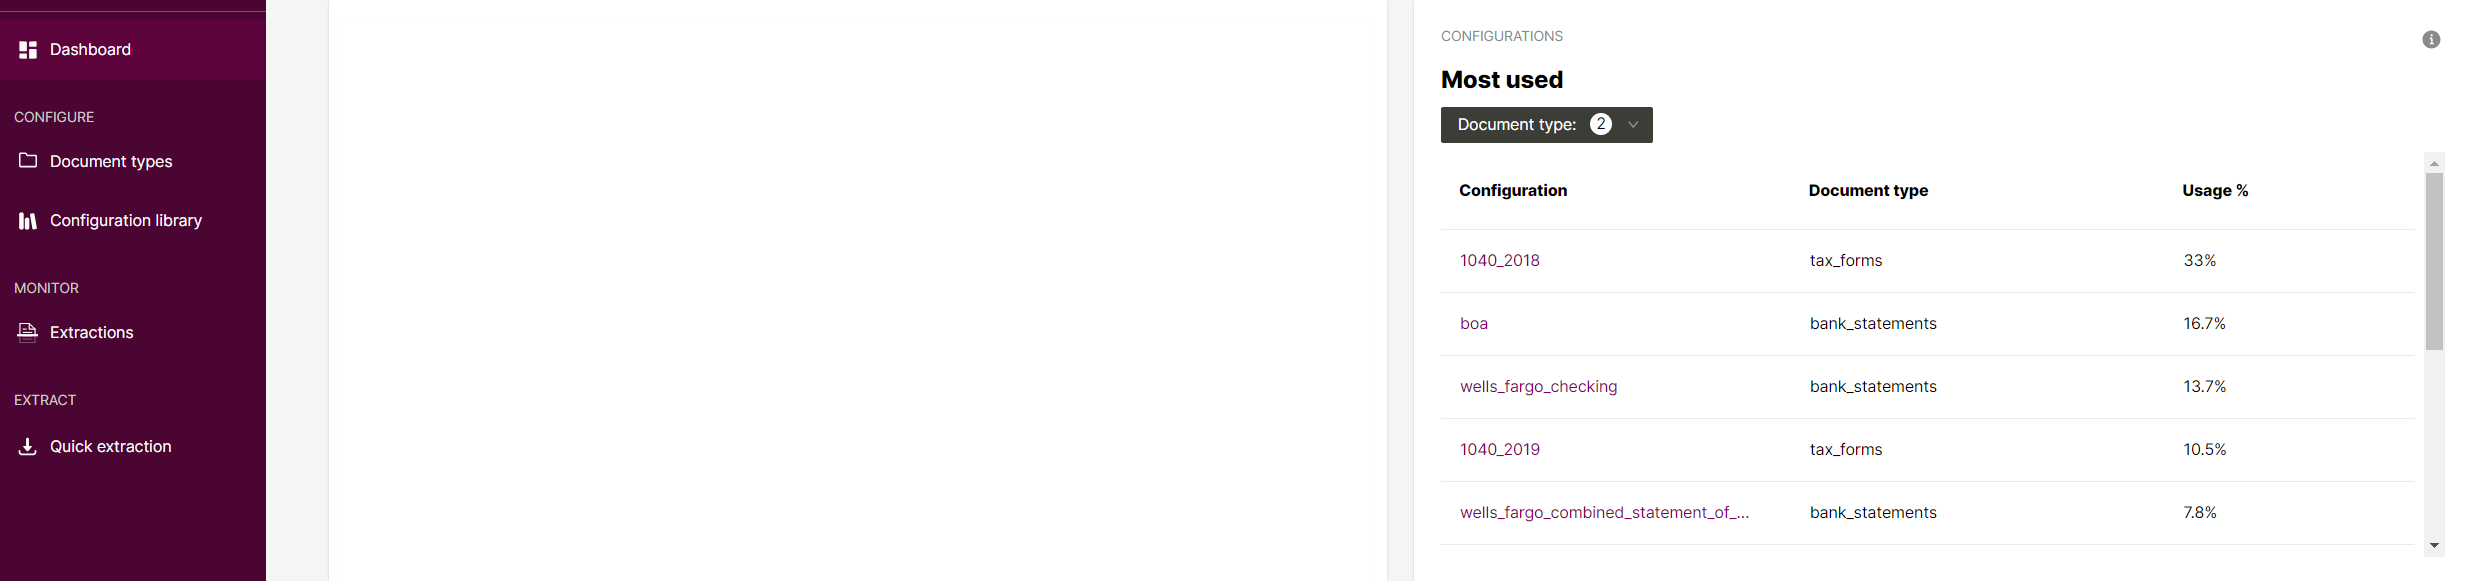 Dashboard
CONFIGURE
Document types
Configuration library
MONITOR
Extractions
EXTRACT
Quick extraction
CONFIGURATIONS
Most used
Document type: 2
Configuration Document type Usage %
1040_2018 tax_forms 33%
boa bank_statements 16.7%
wells_fargo_checking bank_statements 13.7%
1040_2019 tax_forms 10.5%
wells_fargo_combined_statement_of_... bank_statements 7.8%